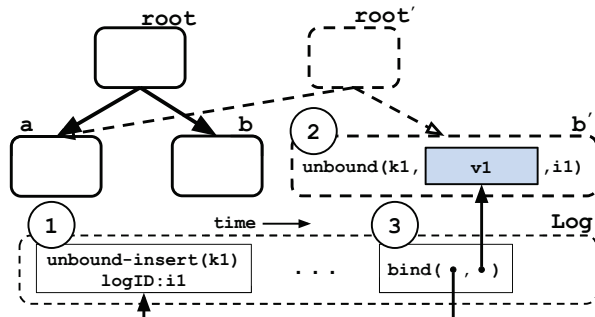 root
root′
a
b
2
b′
unbound(k1, v1 ,i1)
1
time
3
Log
unbound-insert(k1)
logID:i1
. . .
bind( , )